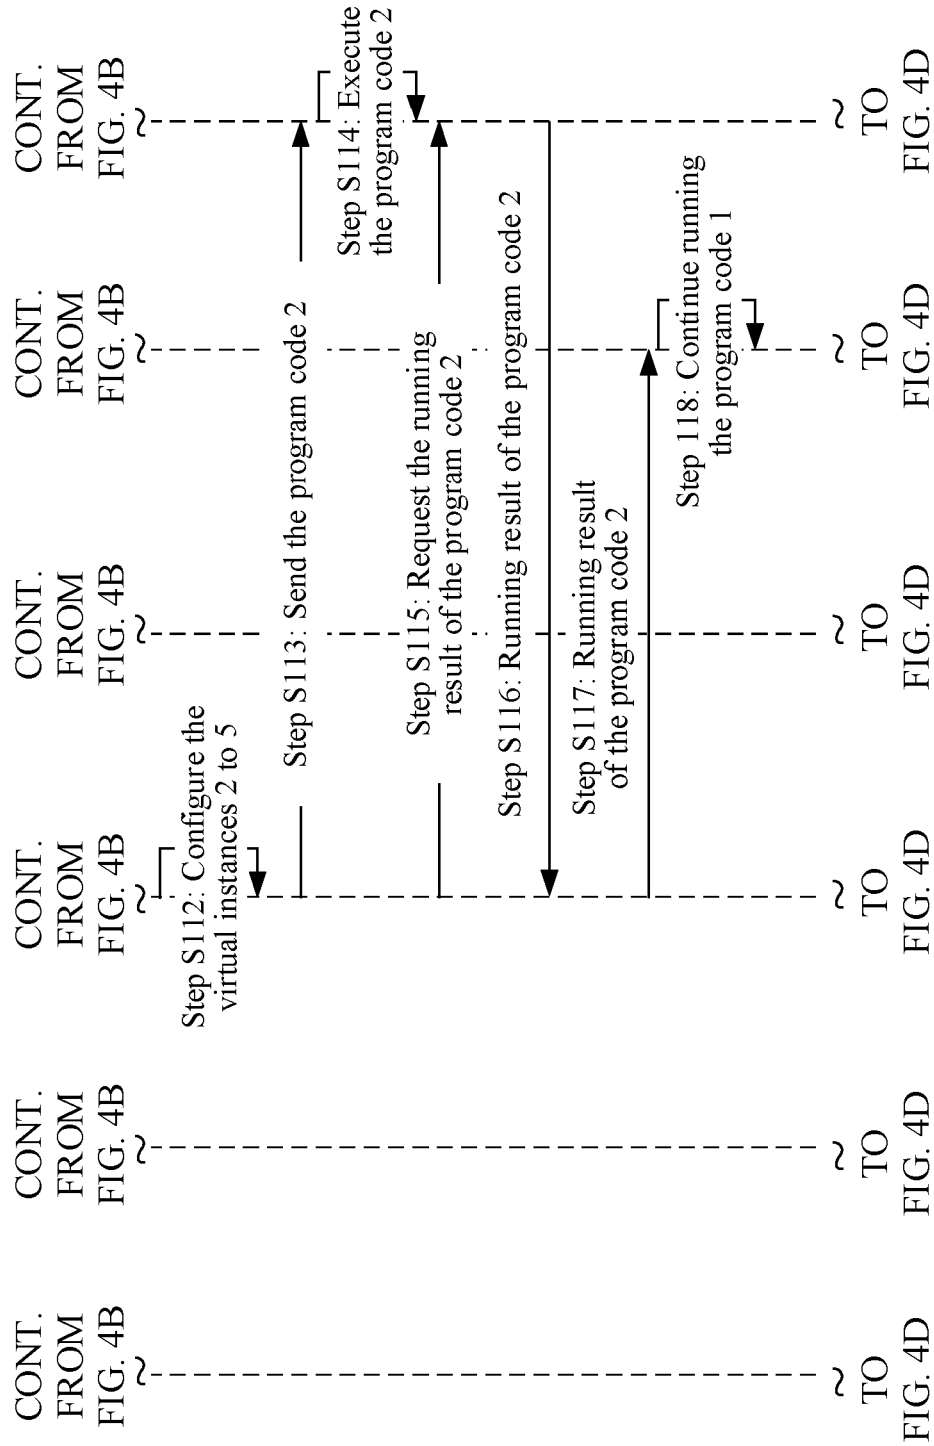 CONT.
FROM
FIG. 4B
CONT.
FROM
FIG. 4B
CONT.
FROM
FIG. 4B
CONT.
FROM
FIG. 4B
CONT.
FROM
FIG. 4B
CONT.
FROM
FIG. 4B
Step S112: Configure the
virtual instances 2 to 5
Step S113: Send the program code 2
Step S114: Execute
the program code 2
Step S115: Request the running
result of the program code 2
Step S116: Running result of the program code 2
Step S117: Running result
of the program code 2
Step 118: Continue running
the program code 1
TO
FIG. 4D
TO
FIG. 4D
TO
FIG. 4D
TO
FIG. 4D
TO
FIG. 4D
TO
FIG. 4D